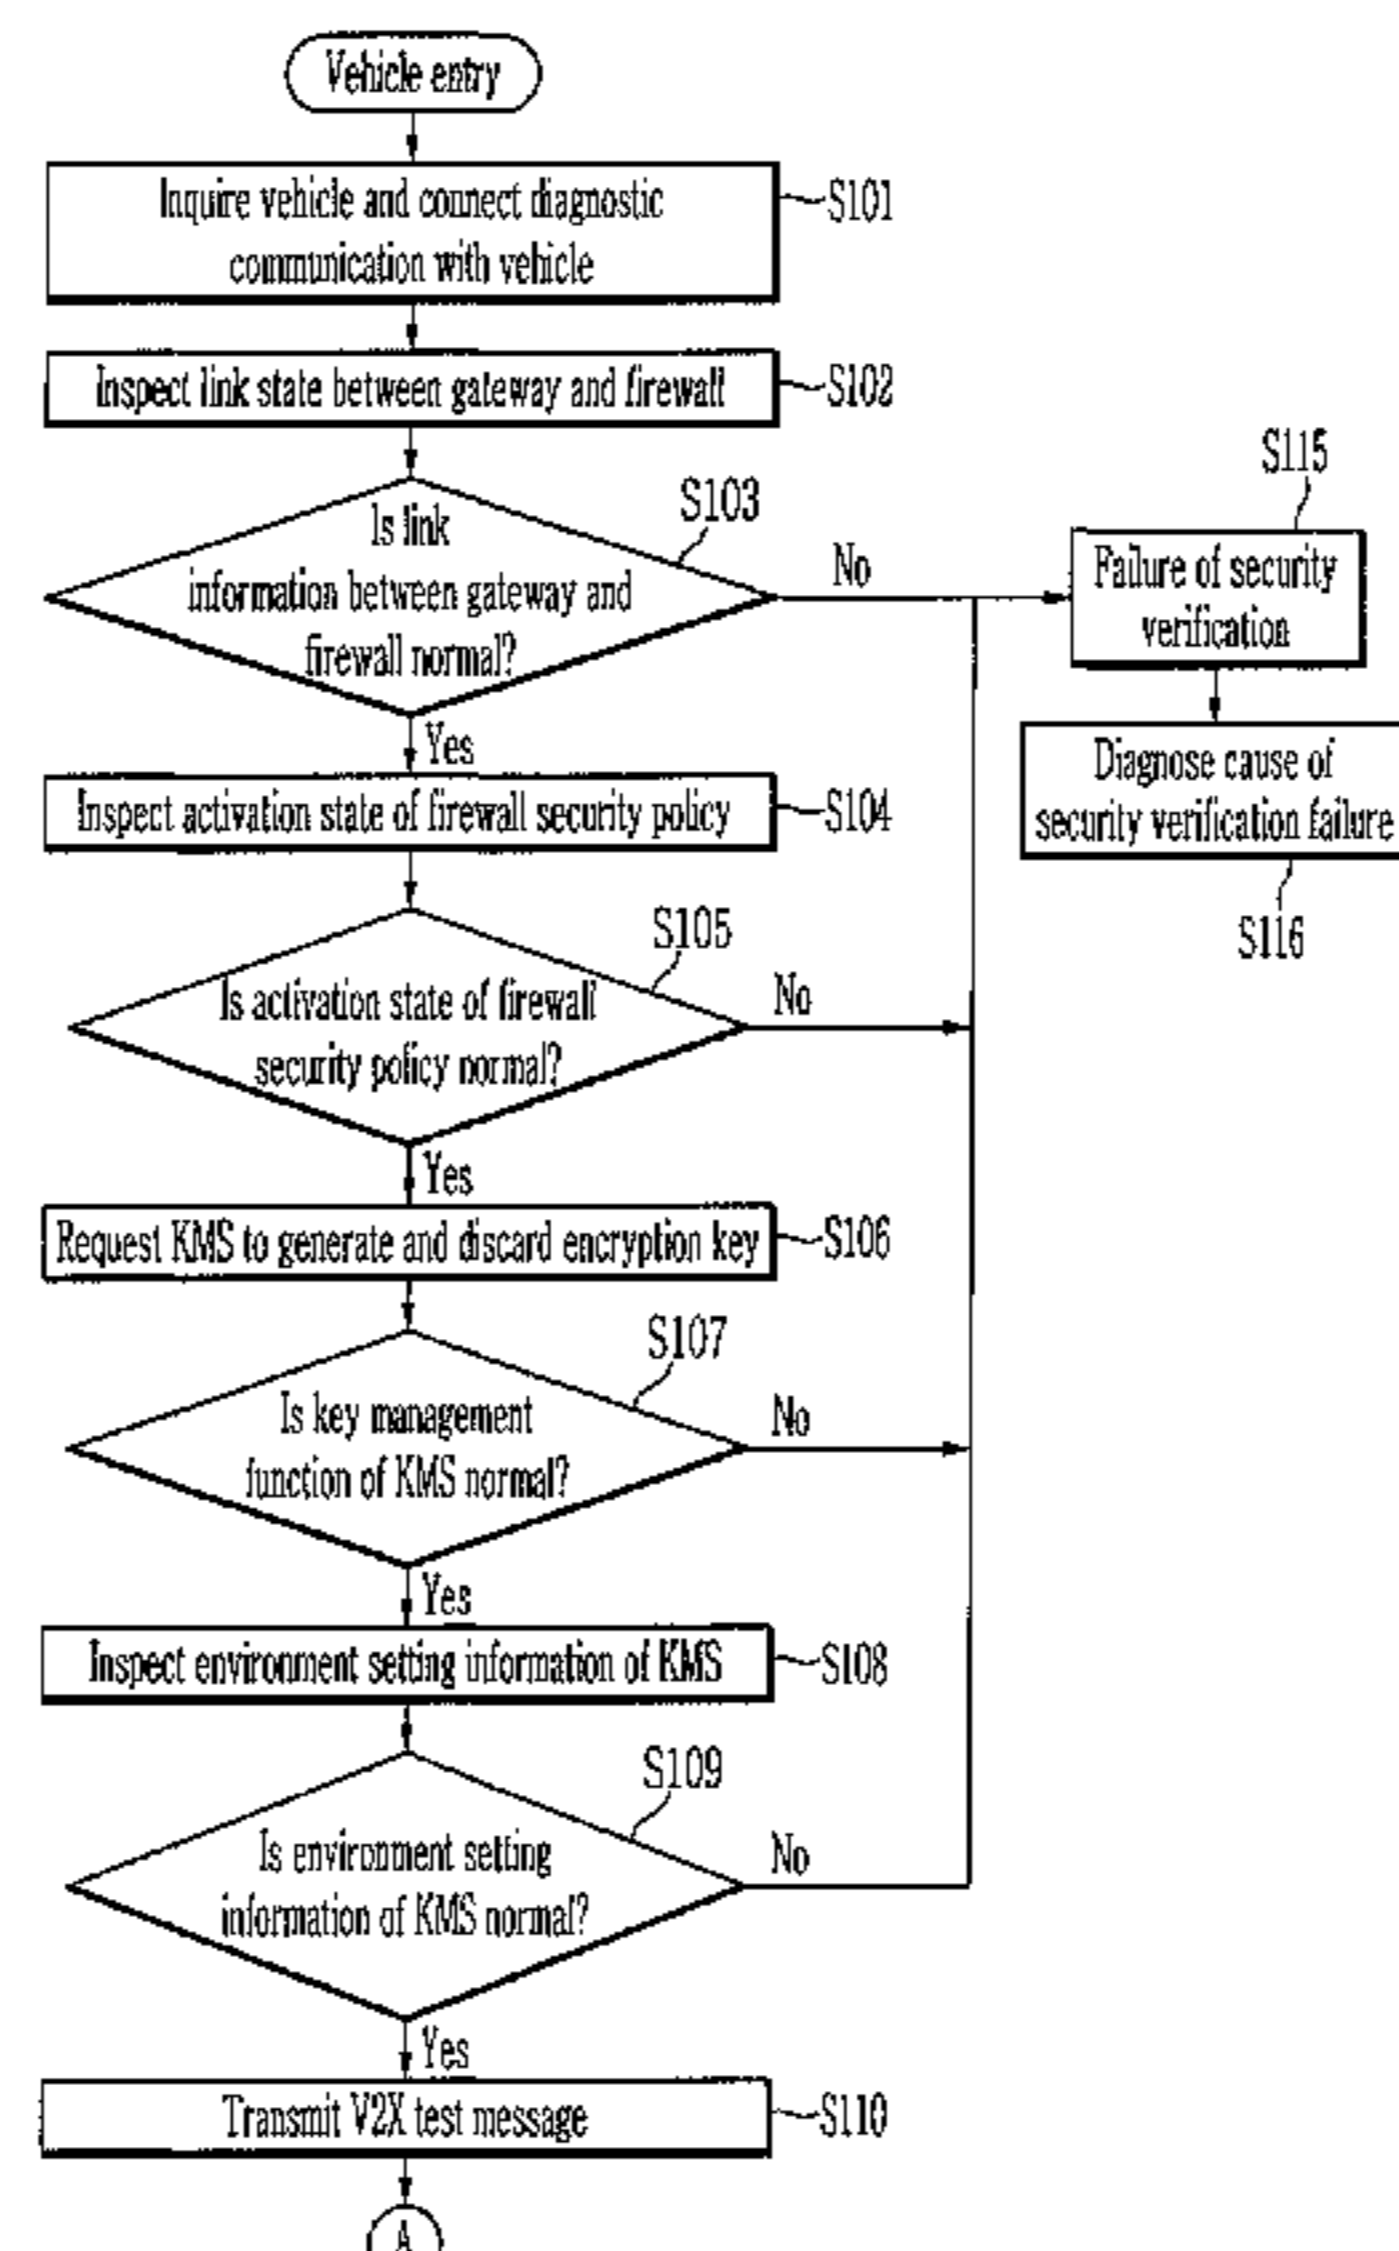 Vehicle entry
Inquire vehicle and connect diagnostic
communication with vehicle
S101
Inspect link state between gateway and firewall
S102
S103
Is link
information between gateway and
firewall normal?
No
Yes
S115
Failure of security
verification
Diagnose cause of
security verification failure
S116
Inspect activation state of firewall security policy
S104
S105
Is activation state of firewall
security policy normal?
No
Yes
Request KMS to generate and discard encryption key
S106
S107
Is key management
function of KMS normal?
No
Yes
Inspect environment setting information of KMS
S108
S109
Is environment setting
information of KMS normal?
No
Yes
Transmit V2X test message
S110
A